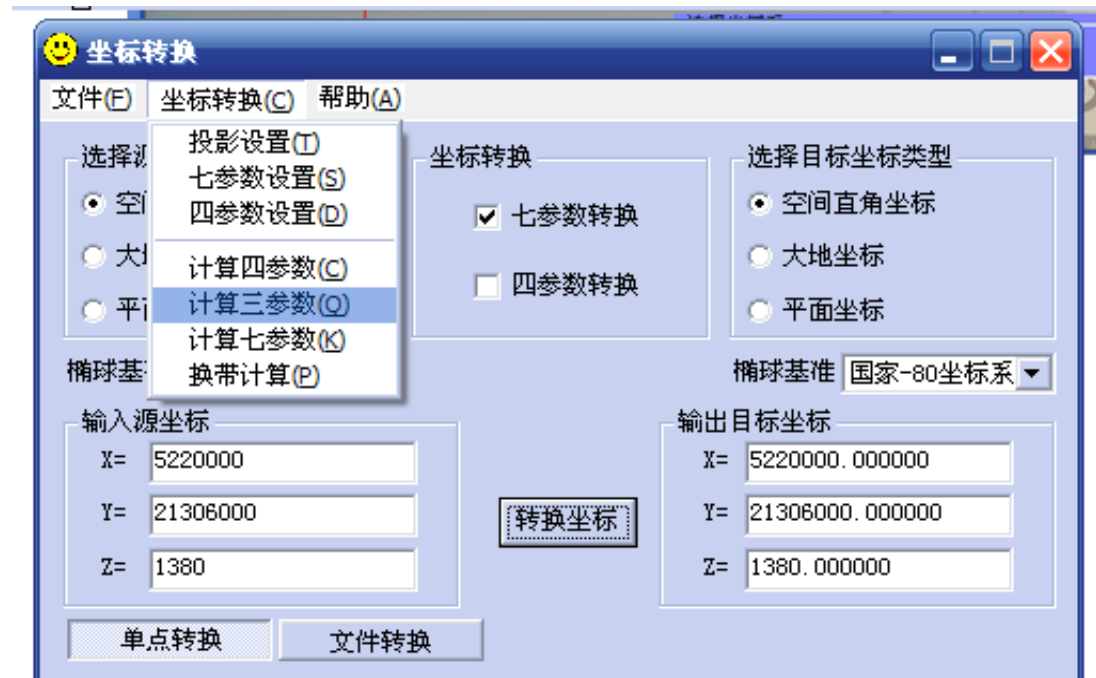 坐标转换
文件(F) 坐标转换(C) 帮助(A)
投影设置(T)
七参数设置(S)
四参数设置(D)
计算四参数(C)
计算三参数(Q)
计算七参数(K)
换带计算(P)
选择源
空间
大地
平面
坐标转换
七参数转换
四参数转换
选择目标坐标类型
空间直角坐标
大地坐标
平面坐标
椭球基
椭球基准 国家-80坐标系
输入源坐标
X= 5220000
Y= 21306000
Z= 1380
转换坐标
输出目标坐标
X= 5220000.000000
Y= 21306000.000000
Z= 1380.000000
单点转换 文件转换